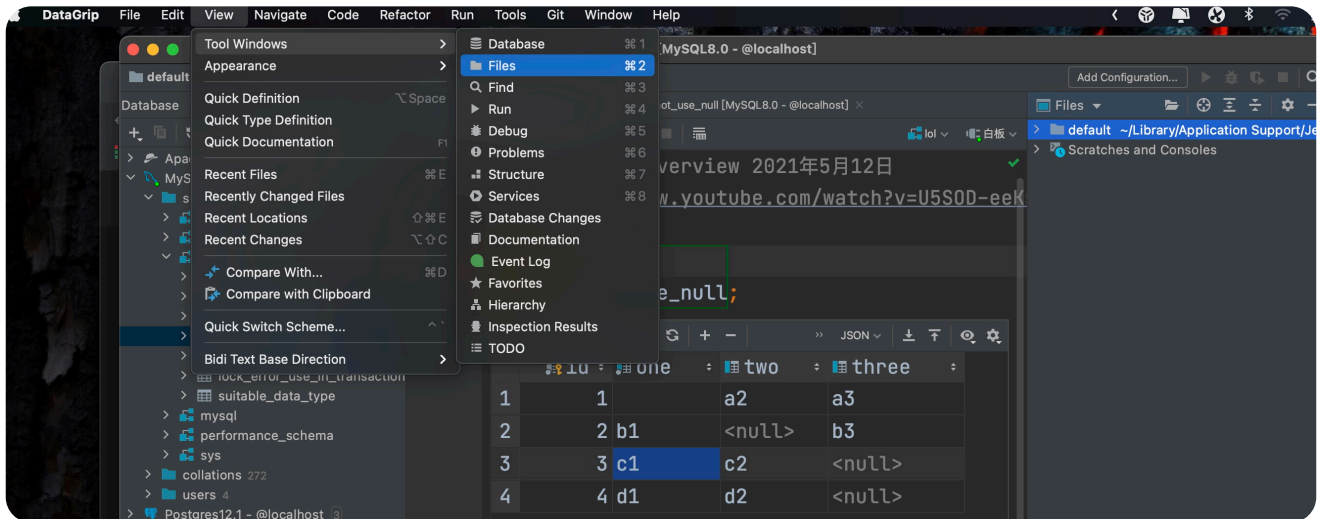 DataGrip File Edit View Navigate Code Refactor Run Tools Git Window Help
[MySQL8.0 - @localhost]
Tool Windows
Appearance
Quick Definition ⌥Space
Quick Type Definition
Quick Documentation F1
Recent Files ⌘E
Recently Changed Files
Recent Locations ⇧⌘E
Recent Changes ⌥⇧C
Compare With... ⌘D
Compare with Clipboard
Quick Switch Scheme... ^`
Bidi Text Base Direction
Database ⌘1
Files ⌘2
Find ⌘3
Run ⌘4
Debug ⌘5
Problems ⌘6
Structure ⌘7
Services ⌘8
Database Changes
Documentation
Event Log
Favorites
Hierarchy
Inspection Results
TODO
default
Add Configuration...
Database
ot_use_null [MySQL8.0 - @localhost]
Files
lol
白板
default ~/Library/Application Support/Je
Scratches and Consoles
Apa
MyS
s
lock_error_use_in_transaction
suitable_data_type
mysql
performance_schema
sys
collations 272
users 4
Postgres12.1 - @localhost 3
verview 2021年5月12日
w.youtube.com/watch?v=U5SOD-eeK
e_null;
JSON
id one two three
1 1 a2 a3
2 2 b1 <null> b3
3 3 c1 c2 <null>
4 4 d1 d2 <null>